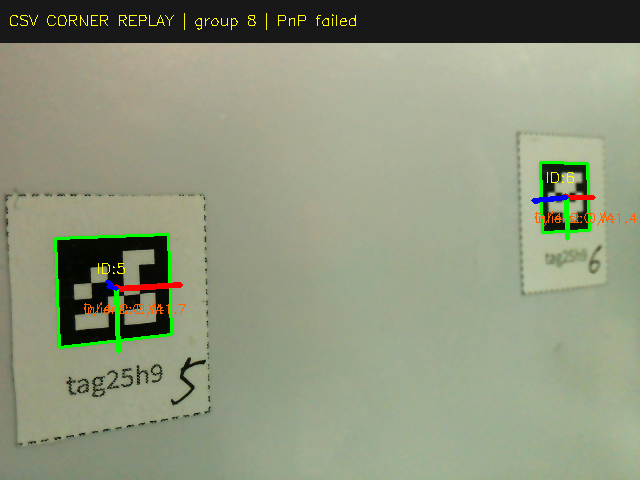 CSV CORNER REPLAY | group 8 | PnP failed
ID:6
tag25h9 6
ID:5
tag25h9 5